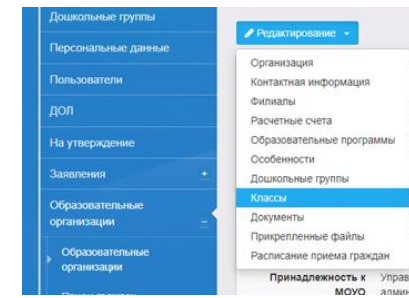 Дошкольные группы
Персональные данные
Пользователи
ДОЛ
На утверждение
Заявления +
Образовательные
организации −
Образовательные
организации
Редактирование
Организация
Контактная информация
Филиалы
Расчетные счета
Образовательные программы
Особенности
Дошкольные группы
Классы
Документы
Прикрепленные файлы
Расписание приема граждан
Принадлежность к
МОУО